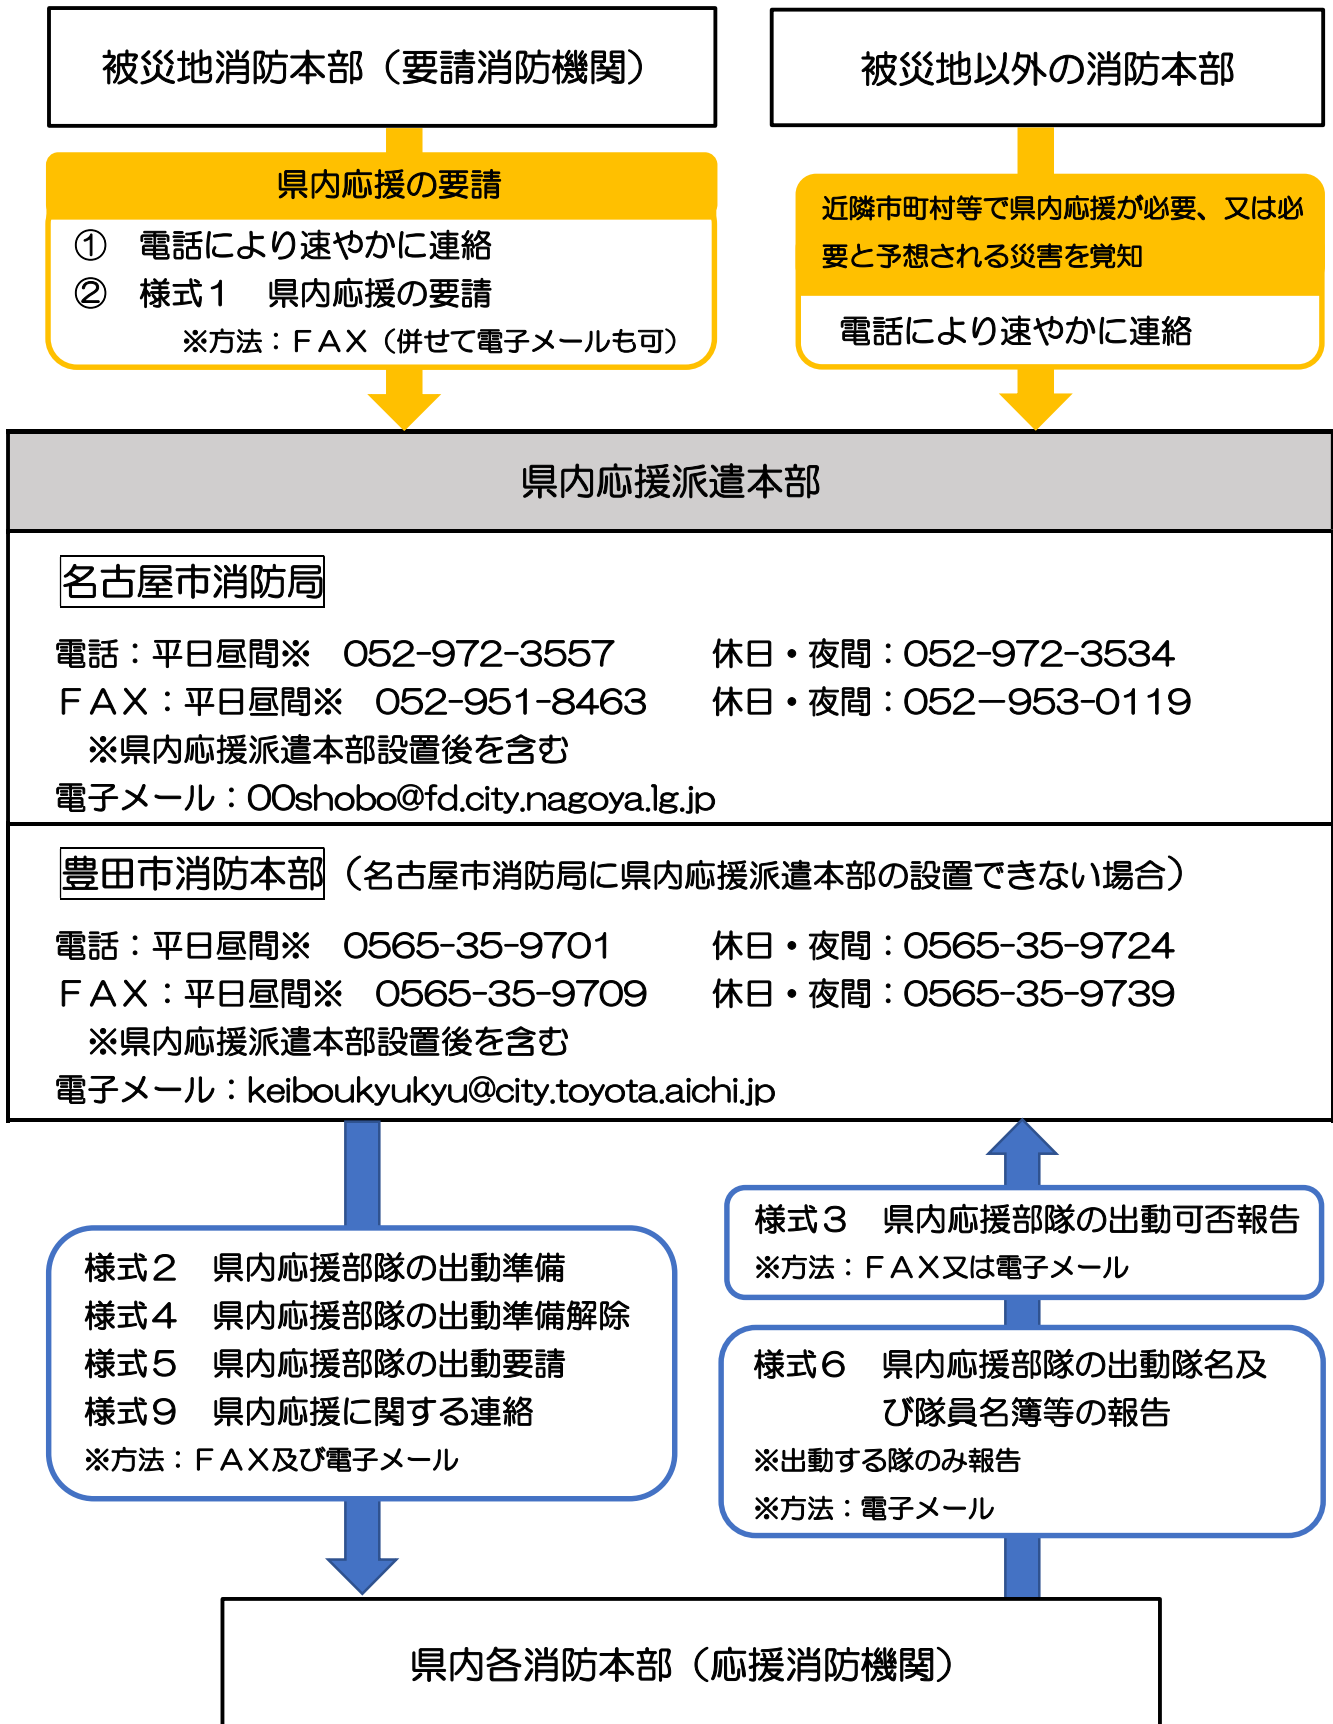 被災地消防本部（要請消防機関）
県内応援の要請
① 電話により速やかに連絡
② 様式１ 県内応援の要請
※方法：ＦＡＸ（併せて電子メールも可）
被災地以外の消防本部
近隣市町村等で県内応援が必要、又は必
要と予想される災害を覚知
電話により速やかに連絡
県内応援派遣本部
名古屋市消防局
電話：平日昼間※ 052-972-3557 休日・夜間：052-972-3534
ＦＡＸ：平日昼間※ 052-951-8463 休日・夜間：052－953-0119
※県内応援派遣本部設置後を含む
電子メール：00shobo@fd.city.nagoya.lg.jp
豊田市消防本部（名古屋市消防局に県内応援派遣本部の設置できない場合）
電話：平日昼間※ 0565-35-9701 休日・夜間：0565-35-9724
ＦＡＸ：平日昼間※ 0565-35-9709 休日・夜間：0565-35-9739
※県内応援派遣本部設置後を含む
電子メール：keiboukyukyu@city.toyota.aichi.jp
様式２ 県内応援部隊の出動準備
様式４ 県内応援部隊の出動準備解除
様式５ 県内応援部隊の出動要請
様式９ 県内応援に関する連絡
※方法：ＦＡＸ及び電子メール
様式３ 県内応援部隊の出動可否報告
※方法：ＦＡＸ又は電子メール
様式６ 県内応援部隊の出動隊名及
び隊員名簿等の報告
※出動する隊のみ報告
※方法：電子メール
県内各消防本部（応援消防機関）